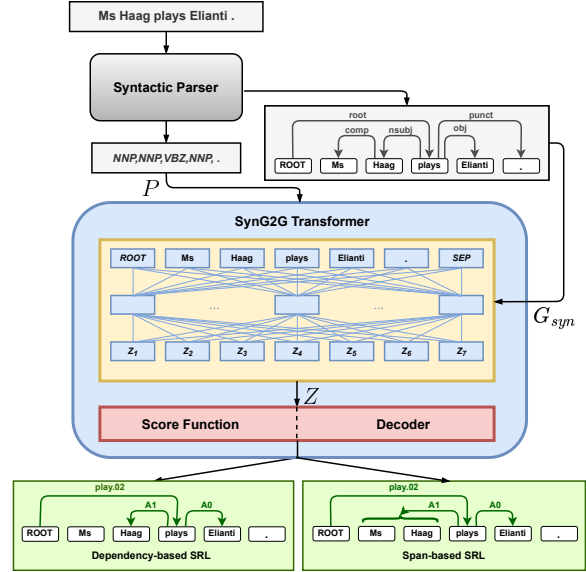 Ms Haag plays Elianti .
Syntactic Parser
NNP,NNP,VBZ,NNP, .
root punct
comp nsubj obj
ROOT Ms Haag plays Elianti .
P
SynG2G Transformer
ROOT Ms Haag plays Elianti . SEP
... ...
G_syn
Z1 Z2 Z3 Z4 Z5 Z6 Z7
Z
Score Function Decoder
play.02
A1 A0
ROOT Ms Haag plays Elianti .
Dependency-based SRL
play.02
A1 A0
ROOT Ms Haag plays Elianti .
Span-based SRL